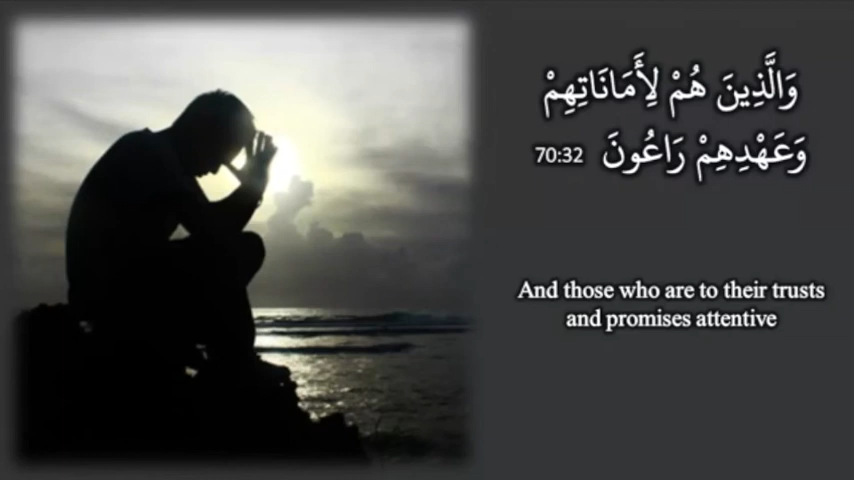 وَالَّذِينَ هُمْ لِأَمَانَاتِهِمْ
وَعَهْدِهِمْ رَاعُونَ 70:32
And those who are to their trusts
and promises attentive